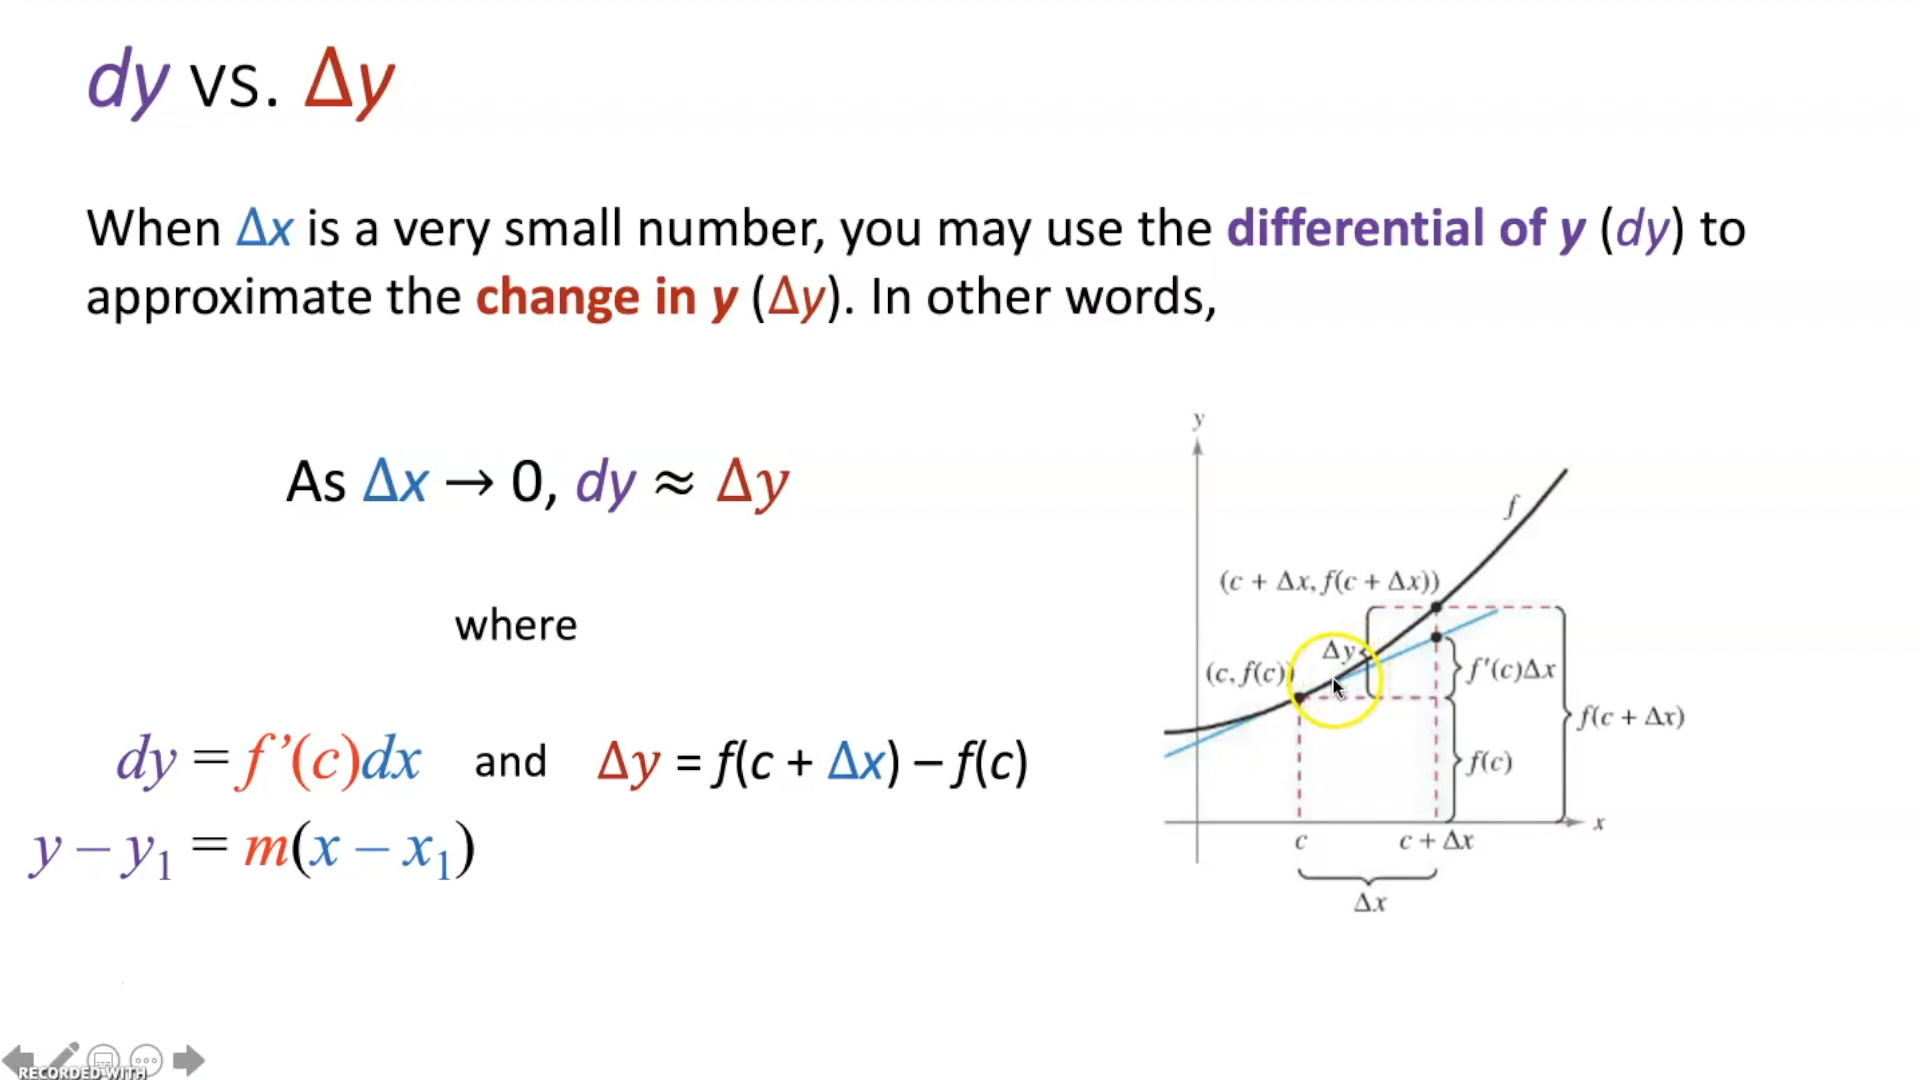 dy vs. Δy
When Δx is a very small number, you may use the differential of y (dy) to
approximate the change in y (Δy). In other words,
As Δx → 0, dy ≈ Δy
where
dy = f’(c)dx and Δy = f(c + Δx) – f(c)
y – y₁ = m(x – x₁)
y
f
(c + Δx, f(c + Δx))
Δy
(c, f(c))
f'(c)Δx
f(c + Δx)
f(c)
x
c
c + Δx
Δx
RECORDED WITH